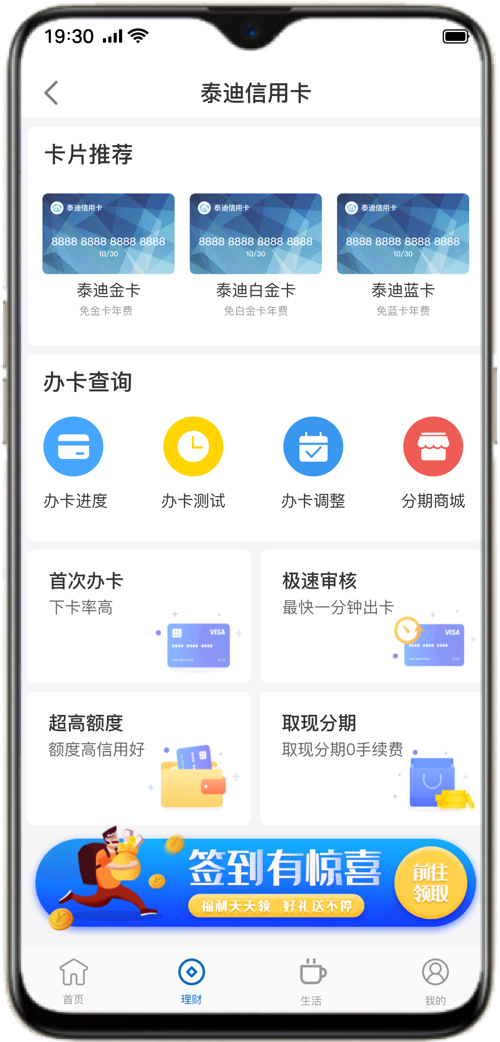 19:30
泰迪信用卡
卡片推荐
泰迪信用卡 泰迪信用卡 泰迪信用卡
8888 8888 8888 8888 8888 8888 8888 8888 8888 8888 8888 8888
10/30 10/30 10/30
泰迪金卡 泰迪白金卡 泰迪蓝卡
免金卡年费 免白金卡年费 免蓝卡年费
办卡查询
办卡进度 办卡测试 办卡调整 分期商城
首次办卡 极速审核
下卡率高 最快一分钟出卡
VISA VISA
超高额度 取现分期
额度高信用好 取现分期0手续费
签到有惊喜
前往
领取
福利天天领 好礼送不停
首页 理财 生活 我的